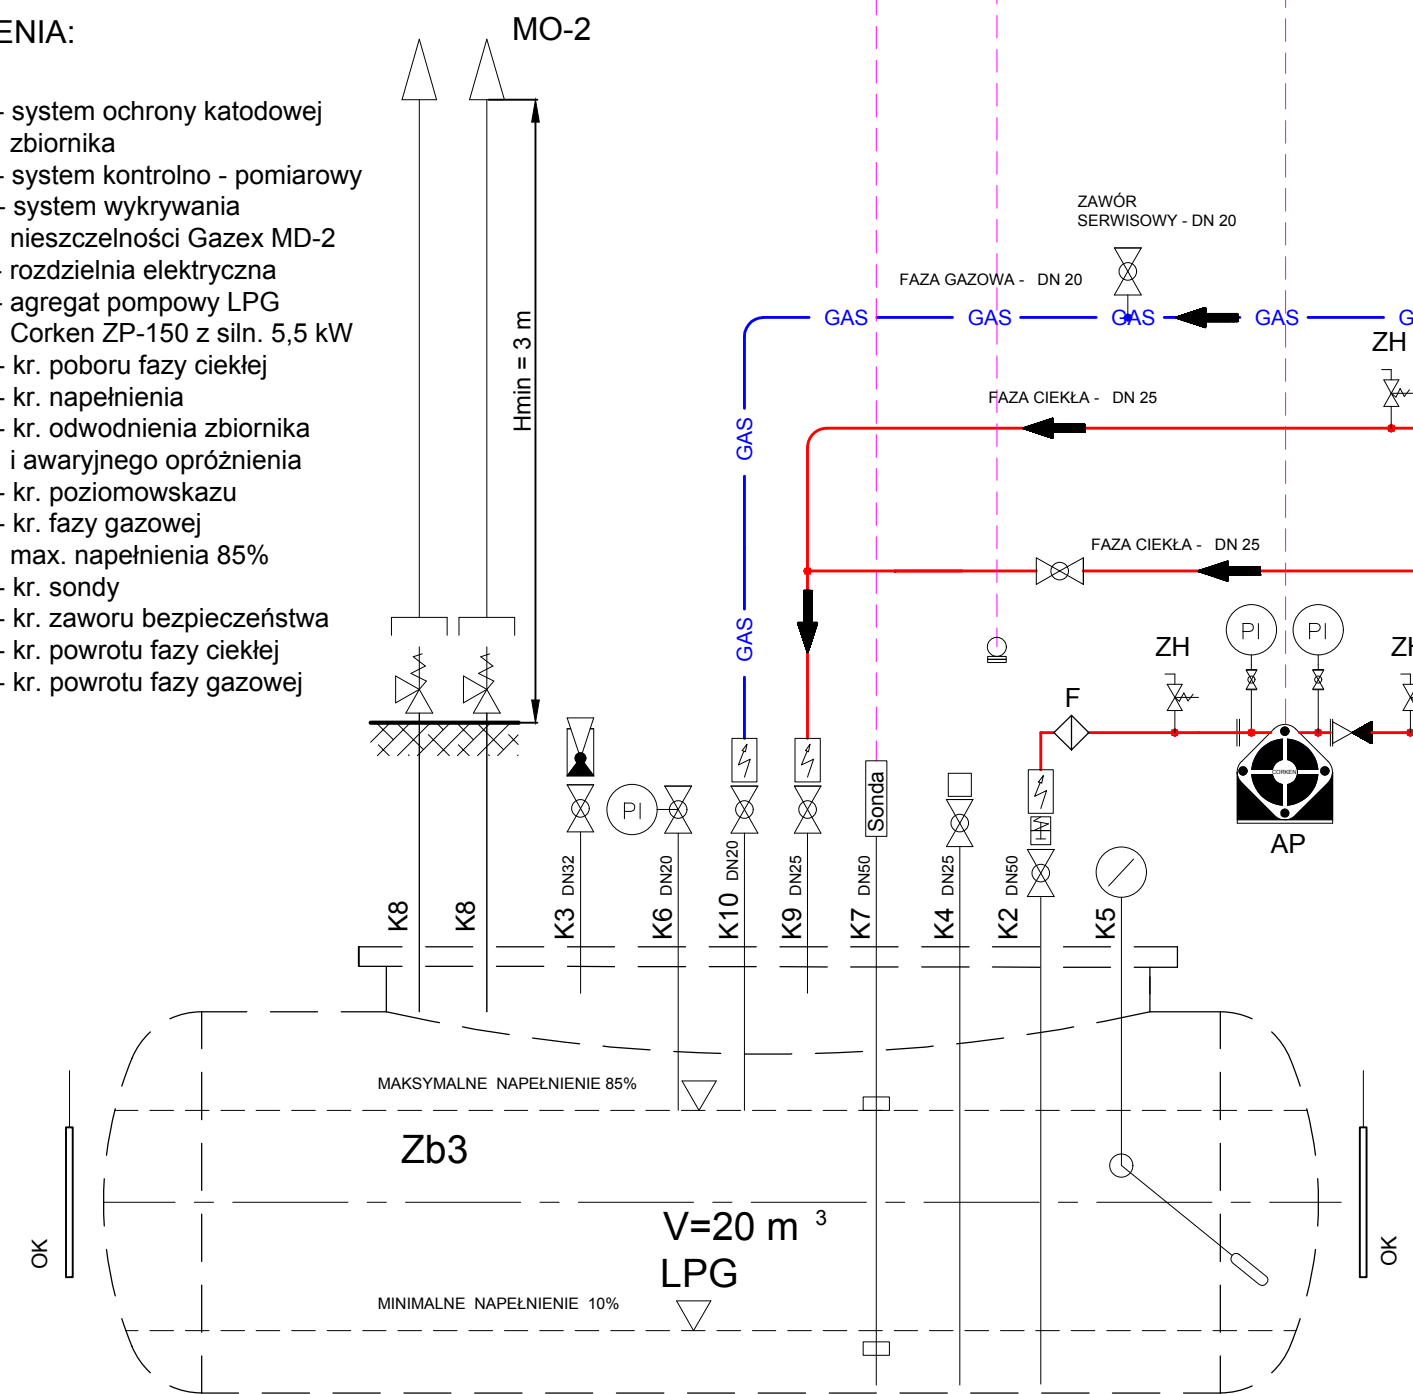 ENIA:
MO-2
- system ochrony katodowej
zbiornika
- system kontrolno - pomiarowy
- system wykrywania
nieszczelności Gazex MD-2
- rozdzielnia elektryczna
- agregat pompowy LPG
Corken ZP-150 z siln. 5,5 kW
- kr. poboru fazy ciekłej
- kr. napełnienia
- kr. odwodnienia zbiornika
i awaryjnego opróżnienia
- kr. poziomowskazu
- kr. fazy gazowej
max. napełnienia 85%
- kr. sondy
- kr. zaworu bezpieczeństwa
- kr. powrotu fazy ciekłej
- kr. powrotu fazy gazowej
Hmin = 3 m
ZAWÓR
SERWISOWY - DN 20
FAZA GAZOWA - DN 20
GAS GAS GAS GAS G
ZH
FAZA CIEKŁA - DN 25
GAS
FAZA CIEKŁA - DN 25
GAS
PI PI
ZH ZH
F
CORKEN
AP
PI
Sonda
K8
K8
K3 DN32
K6 DN20
K10 DN20
K9 DN25
K7 DN50
K4 DN25
K2 DN50
K5
MAKSYMALNE NAPEŁNIENIE 85%
Zb3
V=20 m 3
LPG
OK
OK
MINIMALNE NAPEŁNIENIE 10%